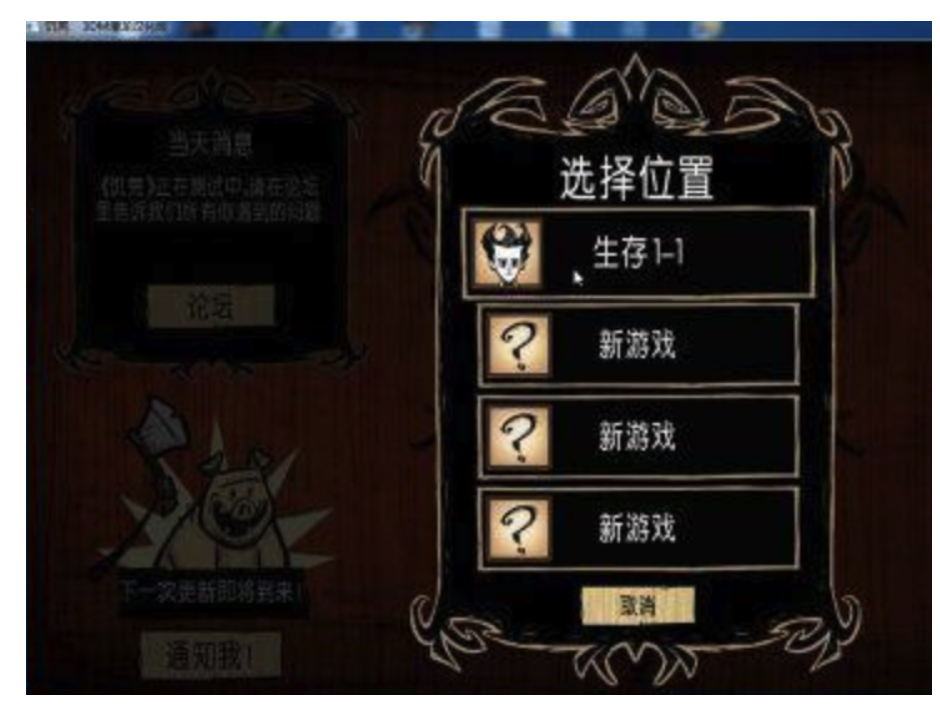 当天消息
《饥荒》正在测试中,请在论坛
里告诉我们所有你遇到的问题
论坛
下一次更新即将到来!
通知我!
选择位置
生存1-1
新游戏
新游戏
新游戏
取消